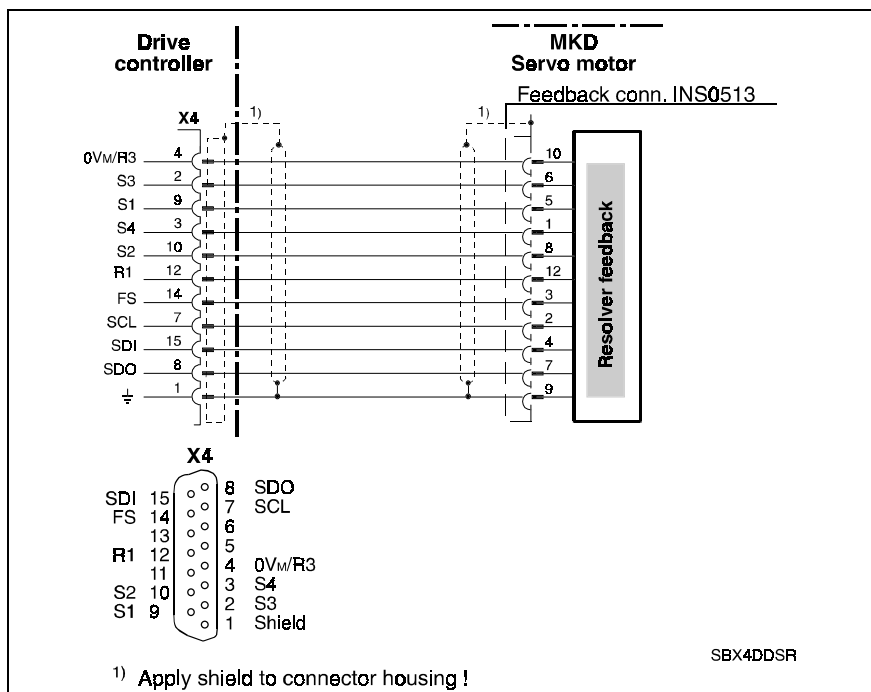 Drive
controller
MKD
Servo motor
Feedback conn. INS0513
X4
1)
1)
0VM/R3 4 10
S3 2 6
S1 9 5
S4 3 1
S2 10 8
R1 12 12
FS 14 3
SCL 7 2
SDI 15 4
SDO 8 7
1 9
Resolver feedback
X4
8 SDO
SDI 15
7 SCL
FS 14
6
13
5
R1 12
4 0VM/R3
11
3 S4
S2 10
2 S3
S1 9
1 Shield
SBX4DDSR
1) Apply shield to connector housing !